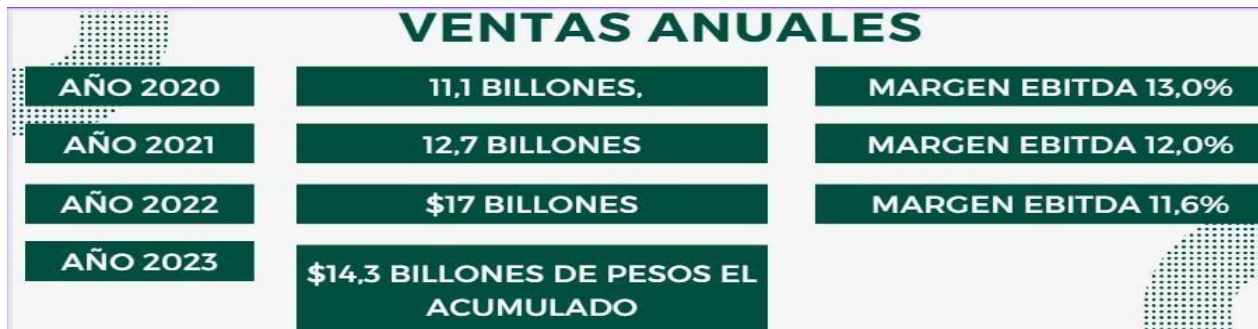 VENTAS ANUALES
AÑO 2020
11,1 BILLONES,
MARGEN EBITDA 13,0%
AÑO 2021
12,7 BILLONES
MARGEN EBITDA 12,0%
AÑO 2022
$17 BILLONES
MARGEN EBITDA 11,6%
AÑO 2023
$14,3 BILLONES DE PESOS EL
ACUMULADO